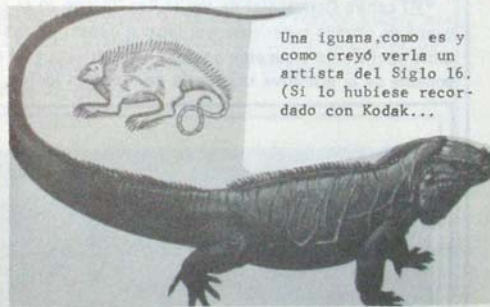 Una iguana,como es y
como creyó verla un
artista del Siglo 16.
(Si lo hubiese recor-
dado con Kodak...